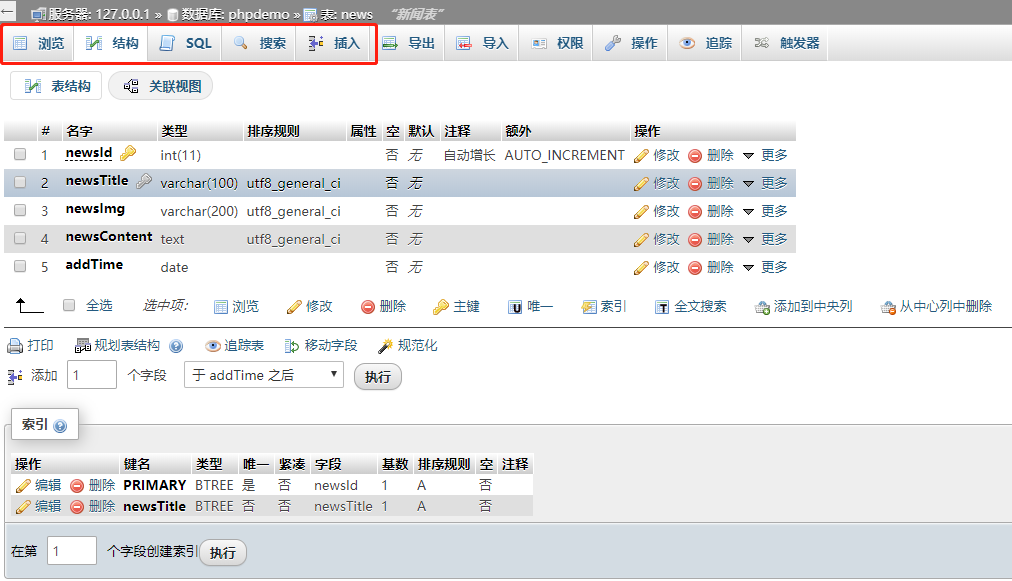 服务器: 127.0.0.1 » 数据库: phpdemo » 表: news “新闻表”
浏览 结构 SQL 搜索 插入 导出 导入 权限 操作 追踪 触发器
表结构 关联视图
# 名字 类型 排序规则 属性 空 默认 注释 额外 操作
1 newsId int(11) 否 无 自动增长 AUTO_INCREMENT 修改 删除 更多
2 newsTitle varchar(100) utf8_general_ci 否 无 修改 删除 更多
3 newsImg varchar(200) utf8_general_ci 否 无 修改 删除 更多
4 newsContent text utf8_general_ci 否 无 修改 删除 更多
5 addTime date 否 无 修改 删除 更多
全选 选中项: 浏览 修改 删除 主键 唯一 索引 全文搜索 添加到中央列 从中心列中删除
打印 规划表结构 追踪表 移动字段 规范化
添加 1 个字段 于 addTime 之后 执行
索引
操作 键名 类型 唯一 紧凑 字段 基数 排序规则 空 注释
编辑 删除 PRIMARY BTREE 是 否 newsId 1 A 否
编辑 删除 newsTitle BTREE 否 否 newsTitle 1 A 否
在第 1 个字段创建索引 执行